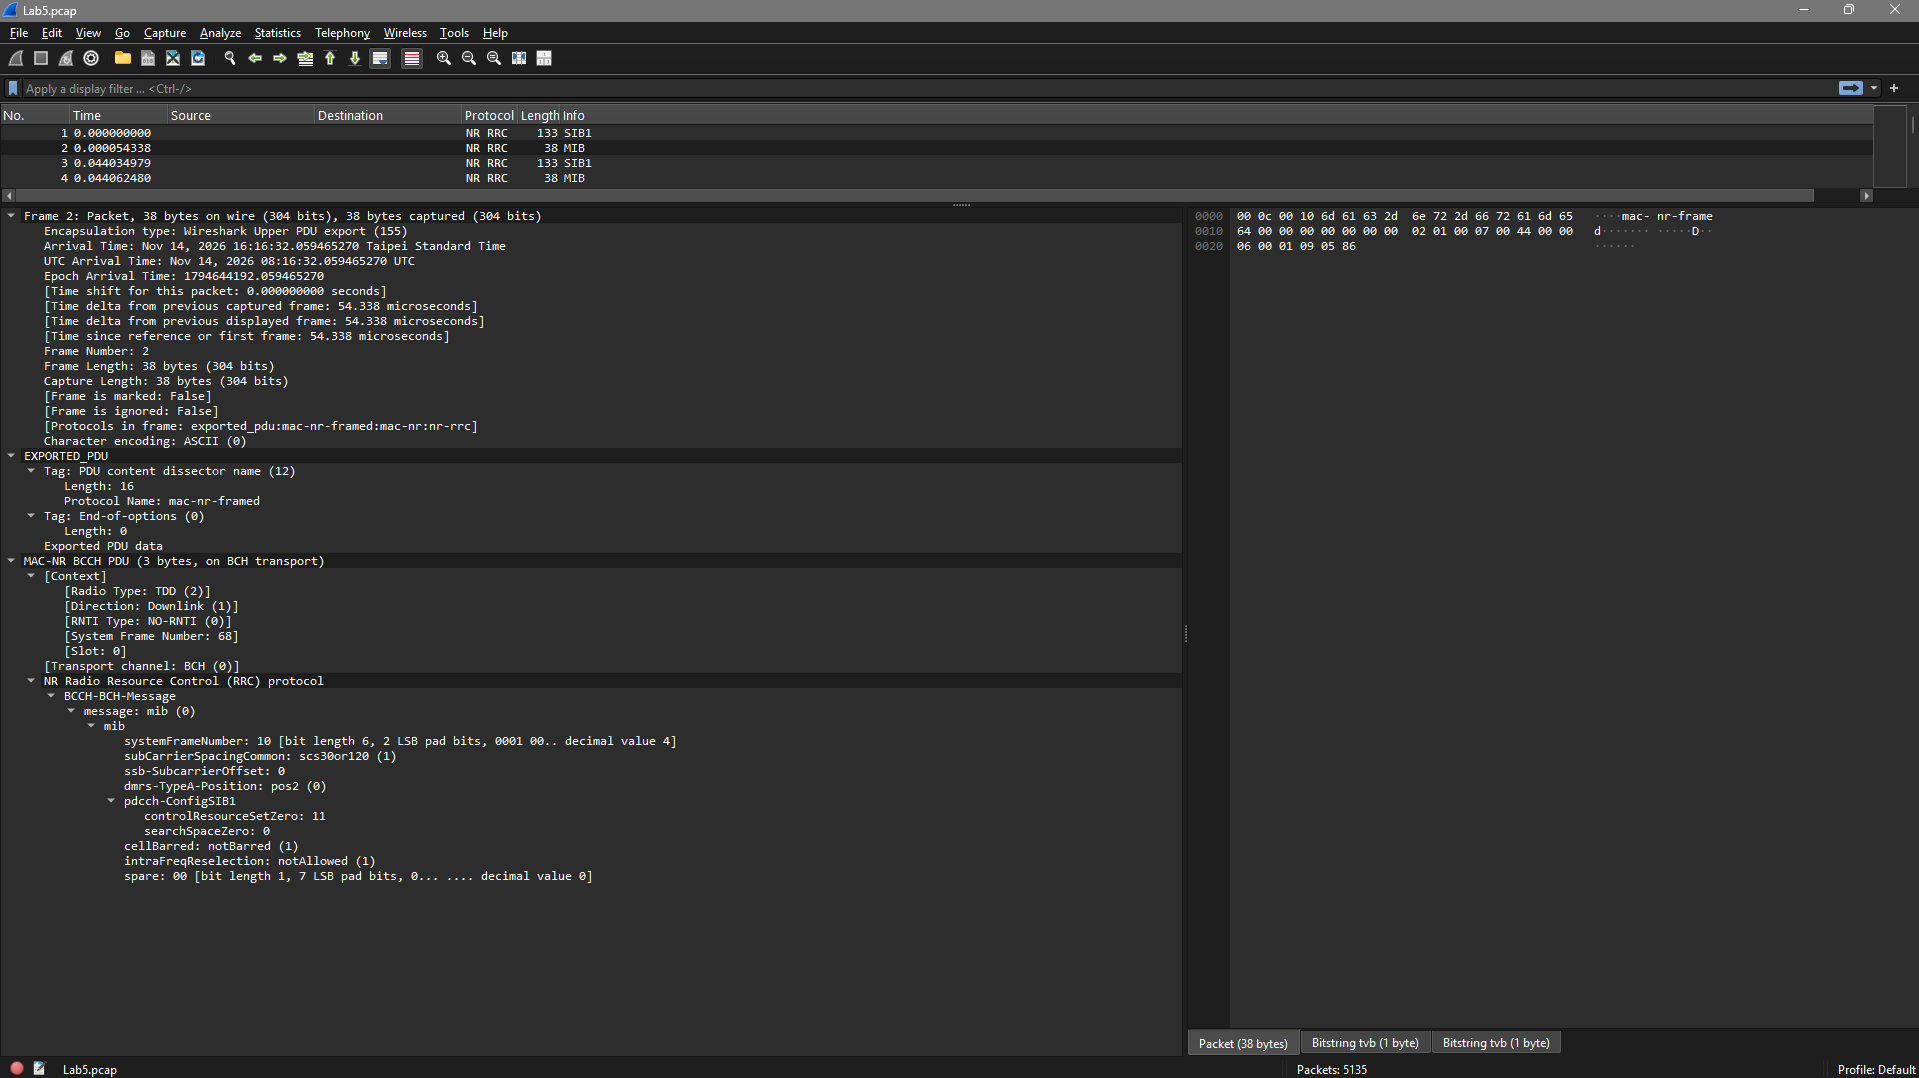 Lab5.pcap
File Edit View Go Capture Analyze Statistics Telephony Wireless Tools Help
Apply a display filter ... <Ctrl-/>
No. Time Source Destination Protocol Length Info
1 0.000000000 NR RRC 133 SIB1
2 0.000054338 NR RRC 38 MIB
3 0.044034979 NR RRC 133 SIB1
4 0.044062480 NR RRC 38 MIB
Frame 2: Packet, 38 bytes on wire (304 bits), 38 bytes captured (304 bits)
Encapsulation type: Wireshark Upper PDU export (155)
Arrival Time: Nov 14, 2026 16:16:32.059465270 Taipei Standard Time
UTC Arrival Time: Nov 14, 2026 08:16:32.059465270 UTC
Epoch Arrival Time: 1794644192.059465270
[Time shift for this packet: 0.000000000 seconds]
[Time delta from previous captured frame: 54.338 microseconds]
[Time delta from previous displayed frame: 54.338 microseconds]
[Time since reference or first frame: 54.338 microseconds]
Frame Number: 2
Frame Length: 38 bytes (304 bits)
Capture Length: 38 bytes (304 bits)
[Frame is marked: False]
[Frame is ignored: False]
[Protocols in frame: exported_pdu:mac-nr-framed:mac-nr:nr-rrc]
Character encoding: ASCII (0)
EXPORTED_PDU
Tag: PDU content dissector name (12)
Length: 16
Protocol Name: mac-nr-framed
Tag: End-of-options (0)
Length: 0
Exported PDU data
MAC-NR BCCH PDU (3 bytes, on BCH transport)
[Context]
[Radio Type: TDD (2)]
[Direction: Downlink (1)]
[RNTI Type: NO-RNTI (0)]
[System Frame Number: 68]
[Slot: 0]
[Transport channel: BCH (0)]
NR Radio Resource Control (RRC) protocol
BCCH-BCH-Message
message: mib (0)
mib
systemFrameNumber: 10 [bit length 6, 2 LSB pad bits, 0001 00.. decimal value 4]
subCarrierSpacingCommon: scs30or120 (1)
ssb-SubcarrierOffset: 0
dmrs-TypeA-Position: pos2 (0)
pdcch-ConfigSIB1
controlResourceSetZero: 11
searchSpaceZero: 0
cellBarred: notBarred (1)
intraFreqReselection: notAllowed (1)
spare: 00 [bit length 1, 7 LSB pad bits, 0... .... decimal value 0]
0000 00 0c 00 10 6d 61 63 2d 6e 72 2d 66 72 61 6d 65 ····mac- nr-frame
0010 64 00 00 00 00 00 00 00 02 01 00 07 00 44 00 00 d······· ·····D··
0020 06 00 01 09 05 86 ······
Packet (38 bytes) Bitstring tvb (1 byte) Bitstring tvb (1 byte)
Lab5.pcap Packets: 5135 Profile: Default